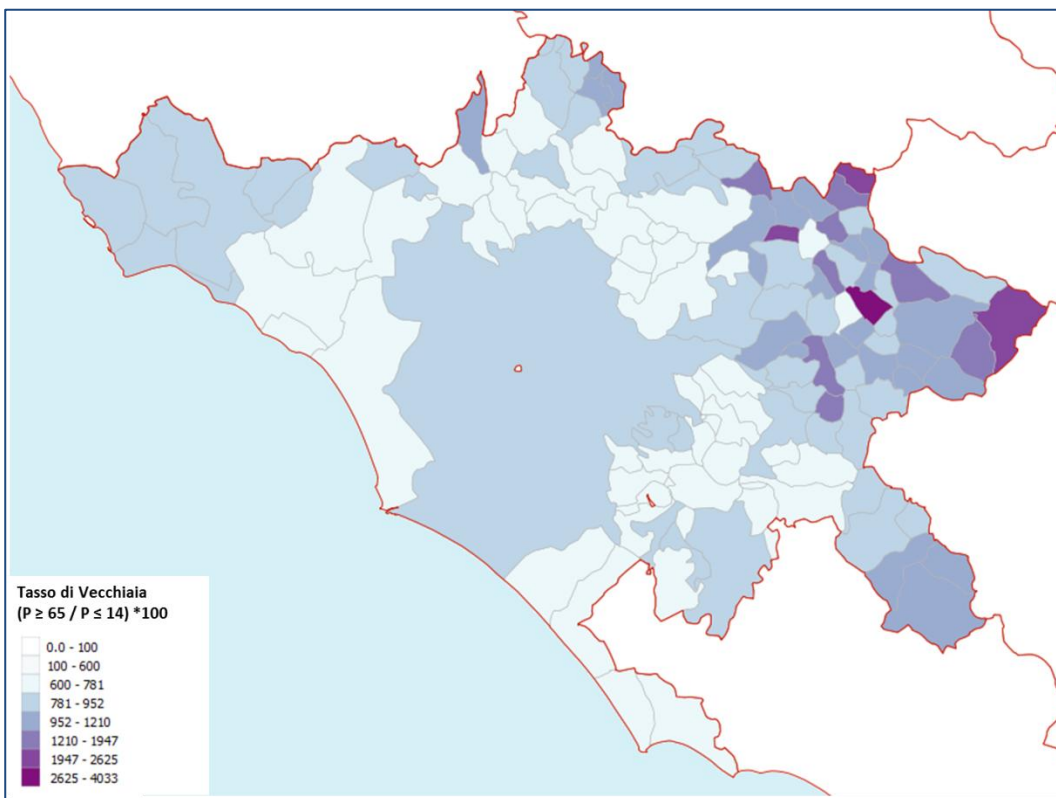 Tasso di Vecchiaia
(P ≥ 65 / P ≤ 14) *100
0.0 - 100
100 - 600
600 - 781
781 - 952
952 - 1210
1210 - 1947
1947 - 2625
2625 - 4033